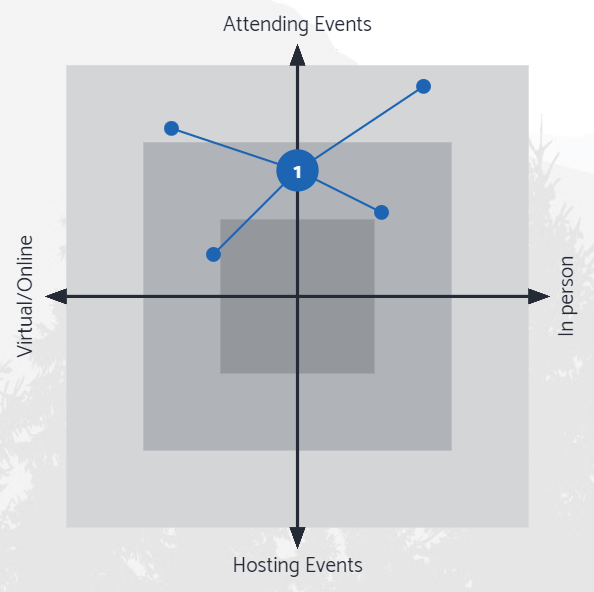 Attending Events
1
Virtual/Online
In person
Hosting Events